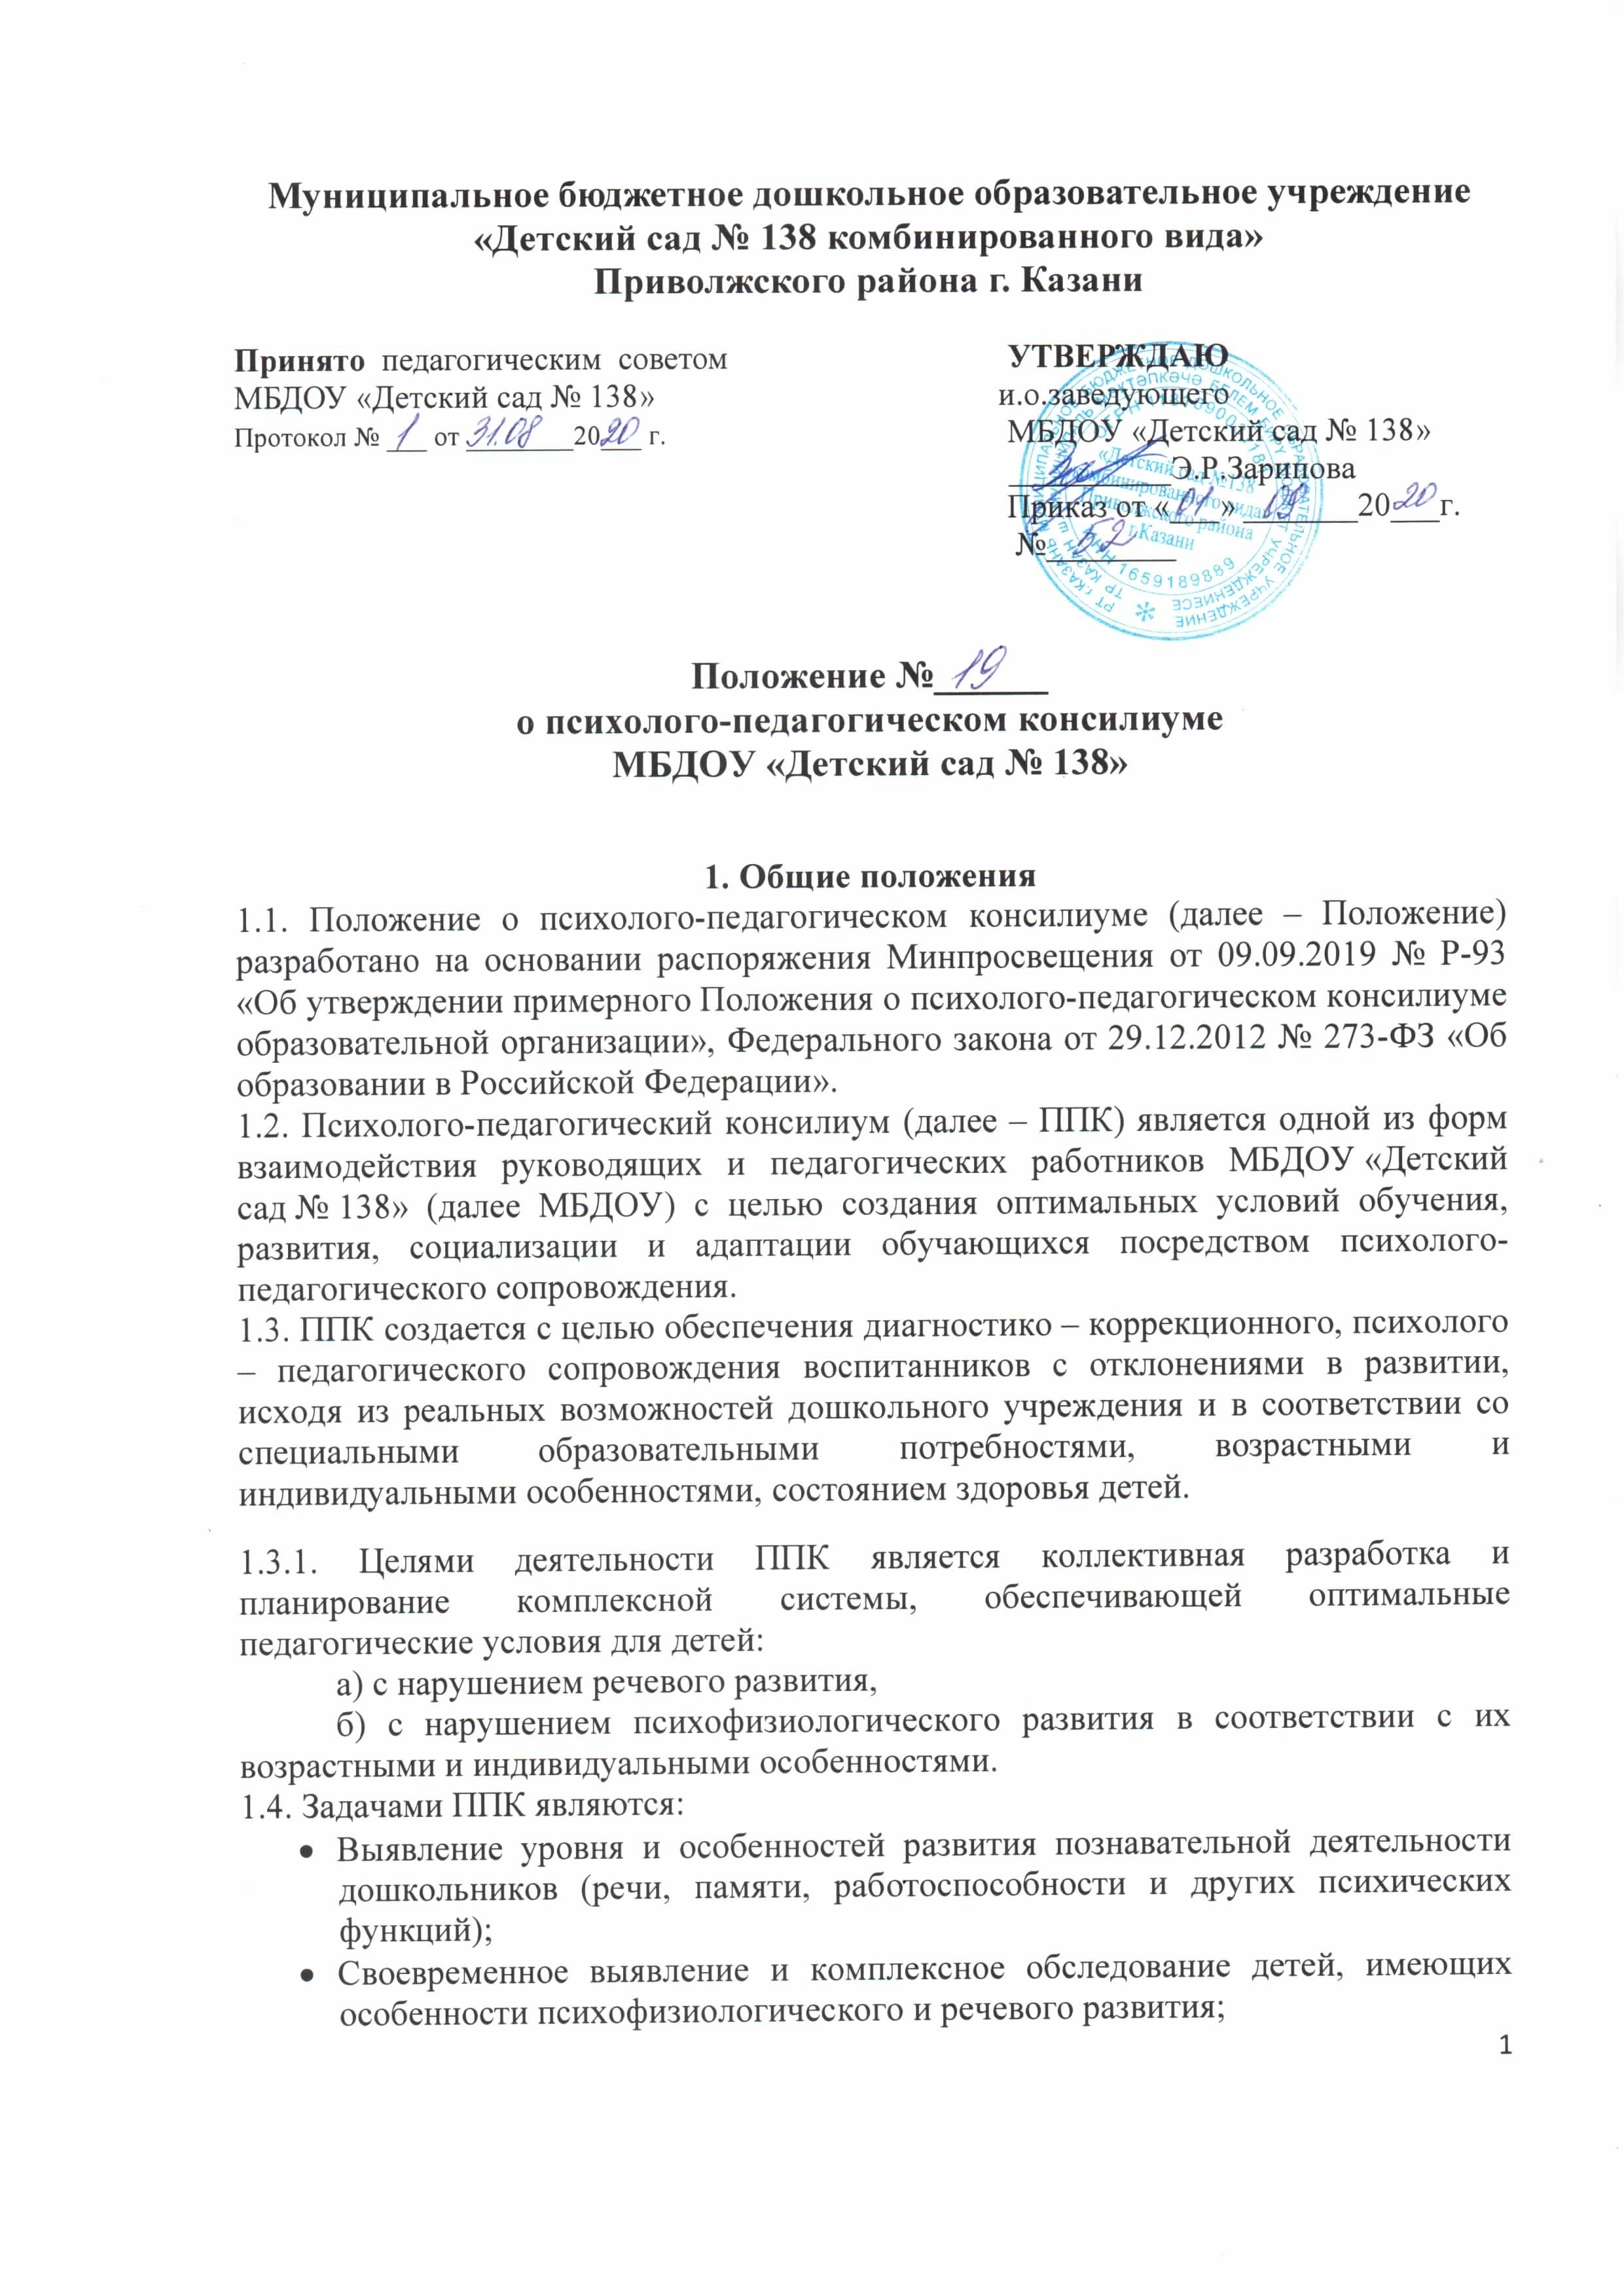 Муниципальное бюджетное дошкольное образовательное учреждение
«Детский сад № 138 комбинированного вида»
Приволжского района г. Казани
Принято педагогическим советом
МБДОУ «Детский сад № 138»
Протокол № 1 от 31.08 2020 г.
УТВЕРЖДАЮ
и.о.заведующего
МБДОУ «Детский сад № 138»
Э.Р.Зарипова
Приказ от «01» 09 2020 г.
№ 52
«Детский сад №138
комбинированного вида»
Приволжского района
г.Казани
ИНН 1659189889
Положение № 19
о психолого-педагогическом консилиуме
МБДОУ «Детский сад № 138»
1. Общие положения
1.1. Положение о психолого-педагогическом консилиуме (далее – Положение)
разработано на основании распоряжения Минпросвещения от 09.09.2019 № Р-93
«Об утверждении примерного Положения о психолого-педагогическом консилиуме
образовательной организации», Федерального закона от 29.12.2012 № 273-ФЗ «Об
образовании в Российской Федерации».
1.2. Психолого-педагогический консилиум (далее – ППК) является одной из форм
взаимодействия руководящих и педагогических работников МБДОУ «Детский
сад № 138» (далее МБДОУ) с целью создания оптимальных условий обучения,
развития, социализации и адаптации обучающихся посредством психолого-
педагогического сопровождения.
1.3. ППК создается с целью обеспечения диагностико – коррекционного, психолого
– педагогического сопровождения воспитанников с отклонениями в развитии,
исходя из реальных возможностей дошкольного учреждения и в соответствии со
специальными образовательными потребностями, возрастными и
индивидуальными особенностями, состоянием здоровья детей.
1.3.1. Целями деятельности ППК является коллективная разработка и
планирование комплексной системы, обеспечивающей оптимальные
педагогические условия для детей:
а) с нарушением речевого развития,
б) с нарушением психофизиологического развития в соответствии с их
возрастными и индивидуальными особенностями.
1.4. Задачами ППК являются:
• Выявление уровня и особенностей развития познавательной деятельности
дошкольников (речи, памяти, работоспособности и других психических
функций);
• Своевременное выявление и комплексное обследование детей, имеющих
особенности психофизиологического и речевого развития;
1